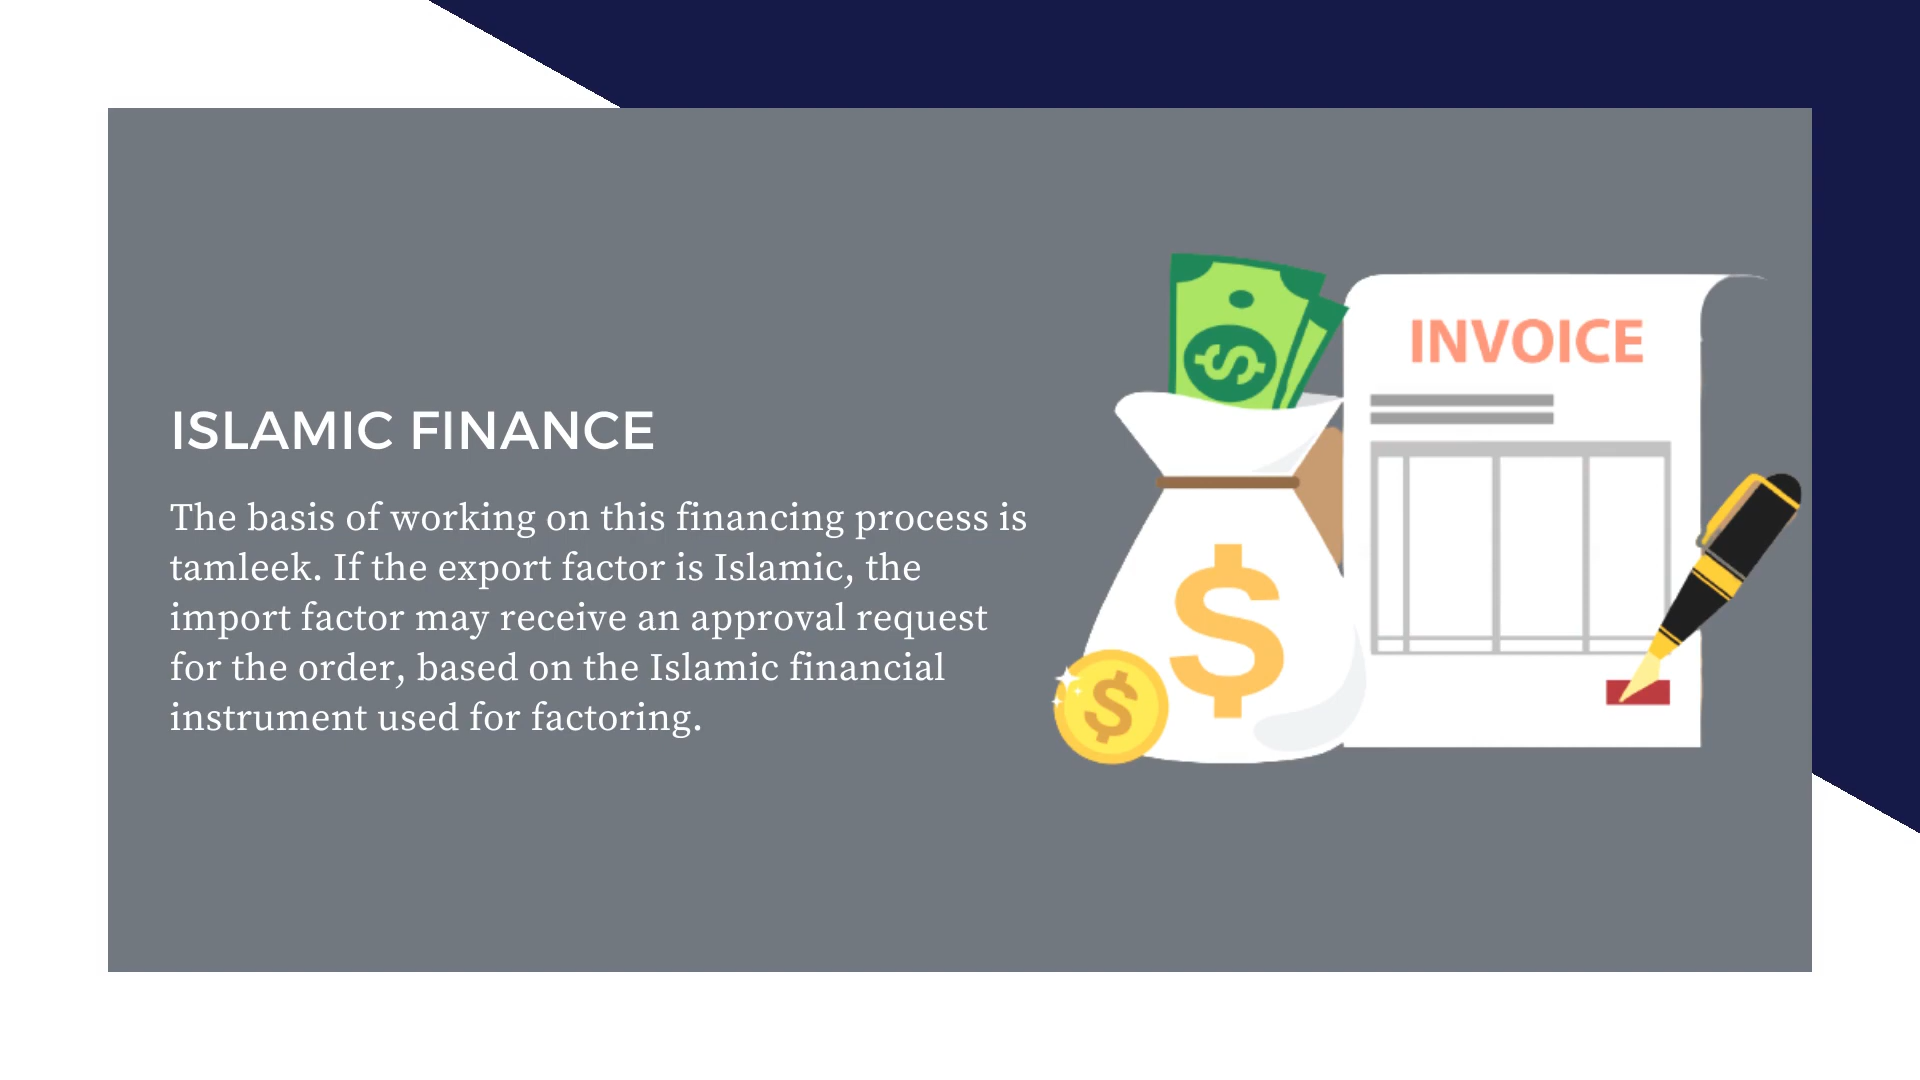 ISLAMIC FINANCE
The basis of working on this financing process is
tamleek. If the export factor is Islamic, the
import factor may receive an approval request
for the order, based on the Islamic financial
instrument used for factoring.
INVOICE
$
$
$